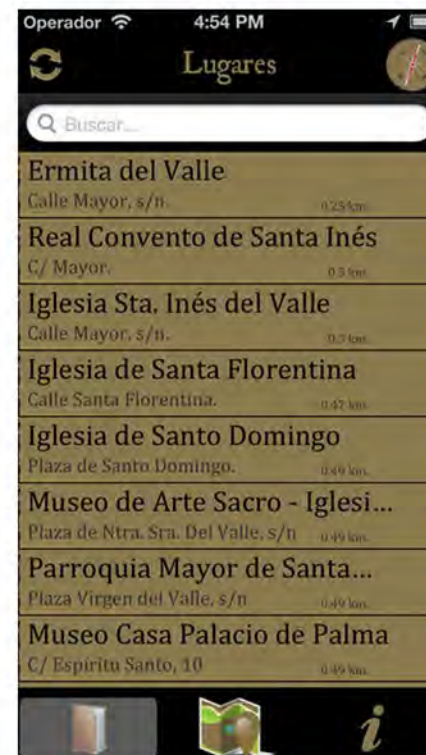 Operador 4:54 PM
Lugares
Buscar...
Ermita del Valle
Calle Mayor, s/n. 0.25 km.
Real Convento de Santa Inés
C/ Mayor. 0.3 km.
Iglesia Sta. Inés del Valle
Calle Mayor, s/n. 0.3 km.
Iglesia de Santa Florentina
Calle Santa Florentina. 0.47 km.
Iglesia de Santo Domingo
Plaza de Santo Domingo. 0.49 km.
Museo de Arte Sacro - Iglesi...
Plaza de Ntra. Sra. Del Valle, s/n 0.49 km.
Parroquia Mayor de Santa...
Plaza Virgen del Valle, s/n 0.49 km.
Museo Casa Palacio de Palma
C/ Espíritu Santo, 10 0.49 km.